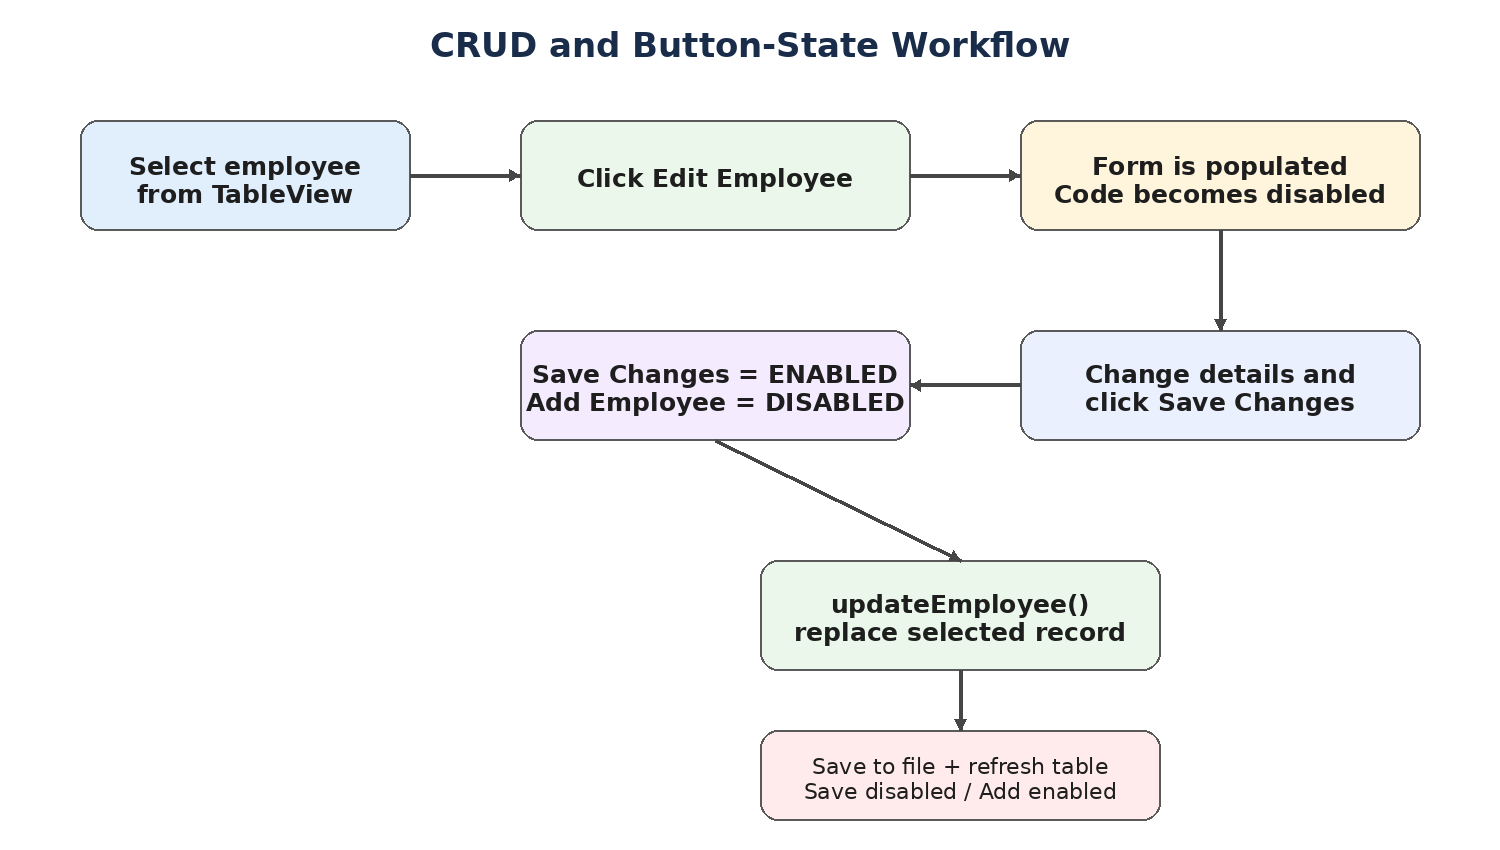 CRUD and Button-State Workflow
Select employee
from TableView
Click Edit Employee
Form is populated
Code becomes disabled
Change details and
click Save Changes
Save Changes = ENABLED
Add Employee = DISABLED
updateEmployee()
replace selected record
Save to file + refresh table
Save disabled / Add enabled